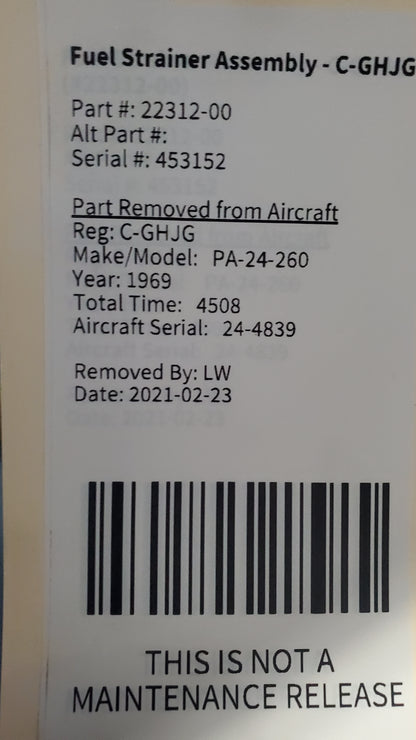 Fuel Strainer Assembly - C-GHJG
Part #: 22312-00
Alt Part #:
Serial #: 453152
Part Removed from Aircraft
Reg: C-GHJG
Make/Model: PA-24-260
Year: 1969
Total Time: 4508
Aircraft Serial: 24-4839
Removed By: LW
Date: 2021-02-23
THIS IS NOT A
MAINTENANCE RELEASE